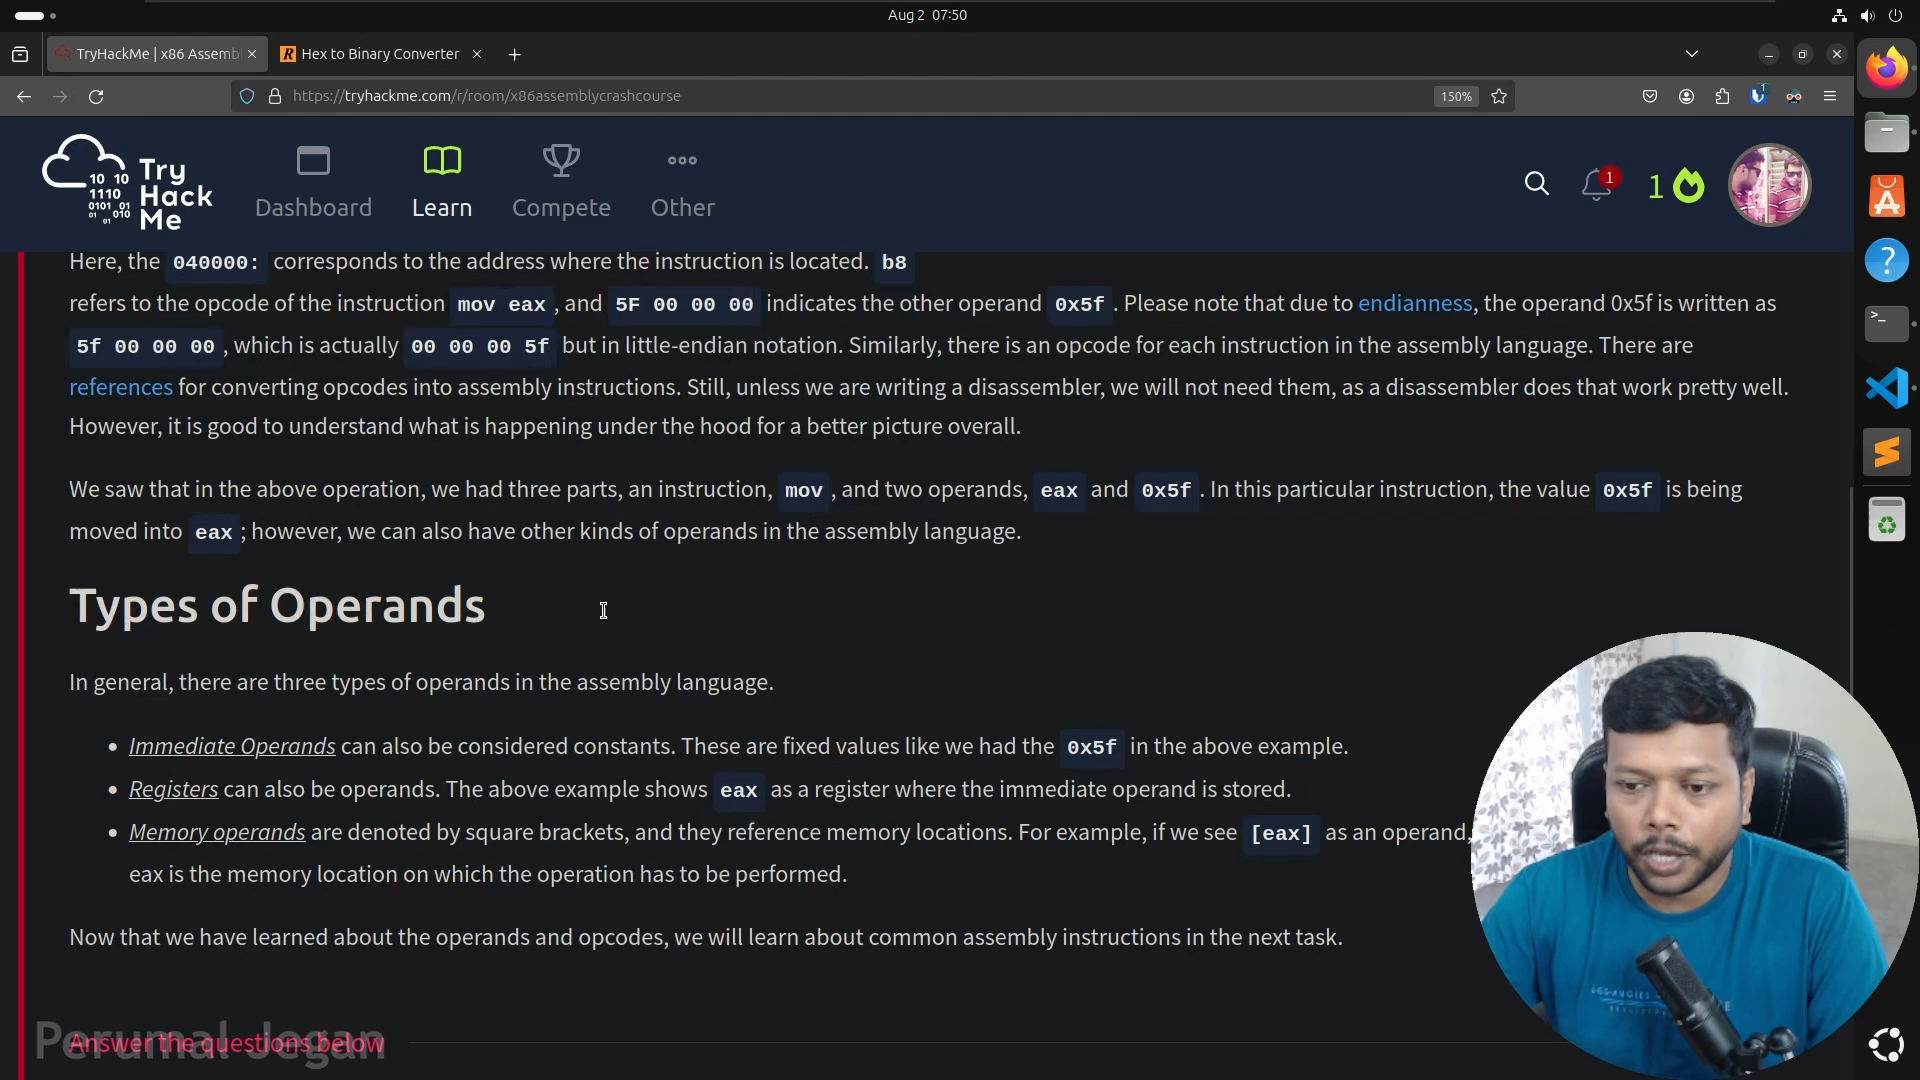 Aug 2 07:50
TryHackMe | x86 Assemb
Hex to Binary Converter
https://tryhackme.com/r/room/x86assemblycrashcourse
150%
10 10
1110
0101 01
01 010
Try
Hack
Me
Dashboard
Learn
Compete
Other
1
1
Here, the 040000: corresponds to the address where the instruction is located. b8
refers to the opcode of the instruction mov eax, and 5F 00 00 00 indicates the other operand 0x5f. Please note that due to endianness, the operand 0x5f is written as
5f 00 00 00, which is actually 00 00 00 5f but in little-endian notation. Similarly, there is an opcode for each instruction in the assembly language. There are
references for converting opcodes into assembly instructions. Still, unless we are writing a disassembler, we will not need them, as a disassembler does that work pretty well.
However, it is good to understand what is happening under the hood for a better picture overall.
We saw that in the above operation, we had three parts, an instruction, mov, and two operands, eax and 0x5f. In this particular instruction, the value 0x5f is being
moved into eax; however, we can also have other kinds of operands in the assembly language.
Types of Operands
In general, there are three types of operands in the assembly language.
• Immediate Operands can also be considered constants. These are fixed values like we had the 0x5f in the above example.
• Registers can also be operands. The above example shows eax as a register where the immediate operand is stored.
• Memory operands are denoted by square brackets, and they reference memory locations. For example, if we see [eax] as an operand,
eax is the memory location on which the operation has to be performed.
Now that we have learned about the operands and opcodes, we will learn about common assembly instructions in the next task.
Answer the questions below
Perumal Jegan